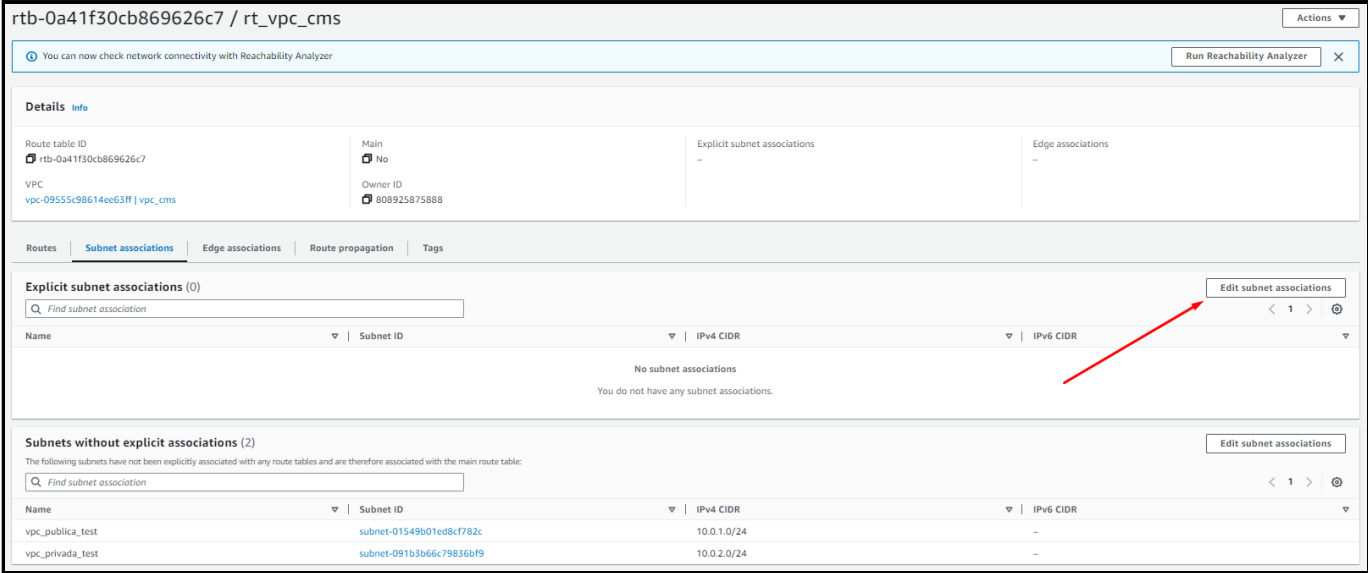 rtb-0a41f30cb869626c7 / rt_vpc_cms
Actions
You can now check network connectivity with Reachability Analyzer
Run Reachability Analyzer
Details Info
Route table ID
rtb-0a41f30cb869626c7
Main
No
Explicit subnet associations
–
Edge associations
–
VPC
vpc-09555c98614ee63ff | vpc_cms
Owner ID
808925875888
Routes
Subnet associations
Edge associations
Route propagation
Tags
Explicit subnet associations (0)
Edit subnet associations
Find subnet association
1
Name
Subnet ID
IPv4 CIDR
IPv6 CIDR
No subnet associations
You do not have any subnet associations.
Subnets without explicit associations (2)
Edit subnet associations
The following subnets have not been explicitly associated with any route tables and are therefore associated with the main route table:
Find subnet association
1
Name
Subnet ID
IPv4 CIDR
IPv6 CIDR
vpc_publica_test
subnet-01549b01ed8cf782c
10.0.1.0/24
–
vpc_privada_test
subnet-091b3b66c79836bf9
10.0.2.0/24
–